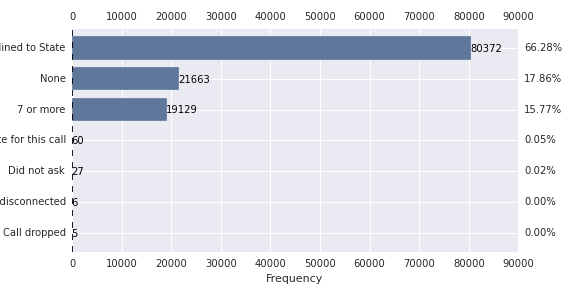 0 10000 20000 30000 40000 50000 60000 70000 80000 90000
lined to State 80372 66.28%
None 21663 17.86%
7 or more 19129 15.77%
te for this call 60 0.05%
Did not ask 27 0.02%
disconnected 6 0.00%
Call dropped 5 0.00%
0 10000 20000 30000 40000 50000 60000 70000 80000 90000
Frequency